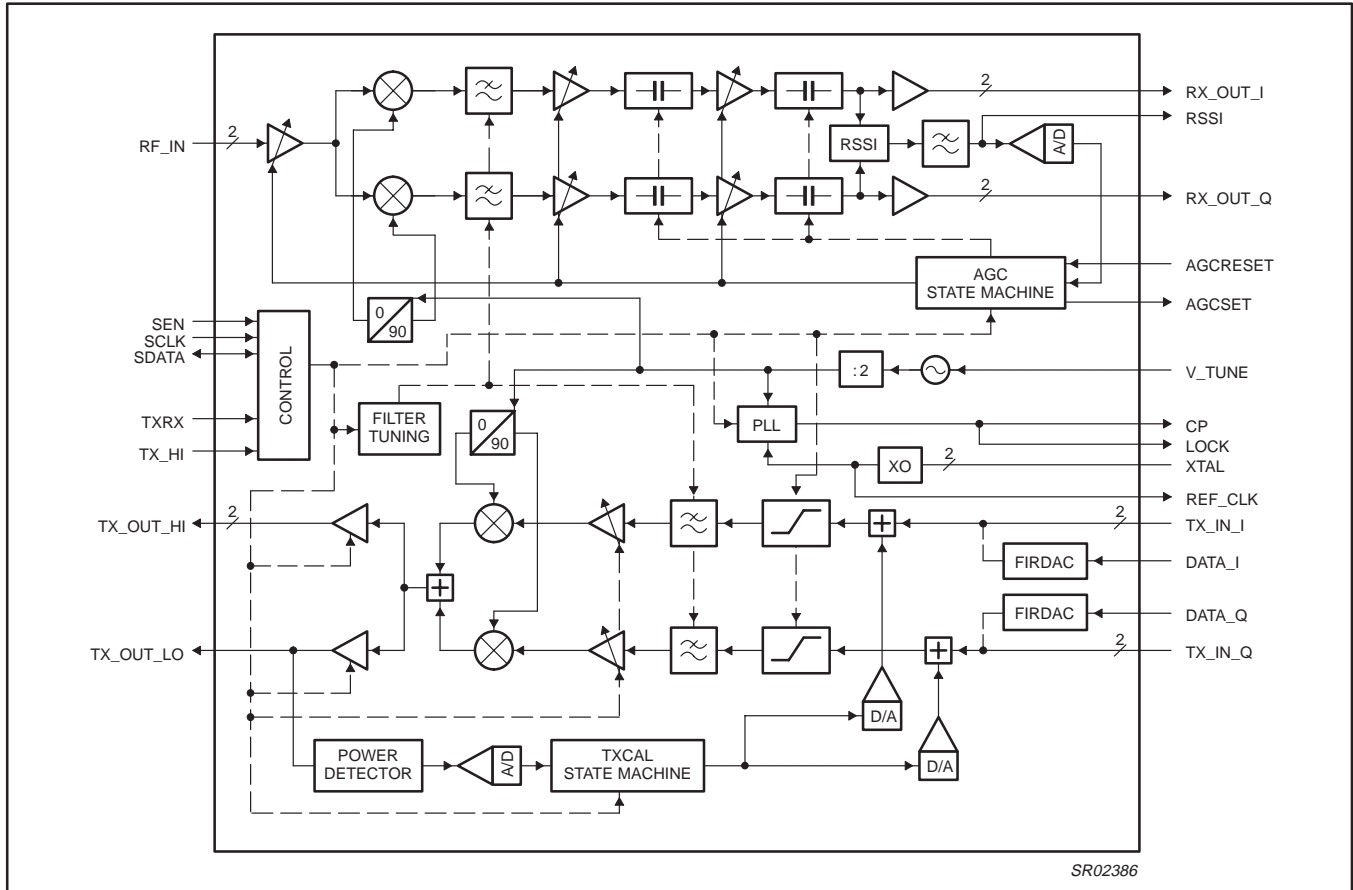 2
RX_OUT_I
RSSI
RF_IN
2
RSSI
A/D
2
RX_OUT_Q
AGC
STATE MACHINE
AGCRESET
AGCSET
0
90
SEN
SCLK
SDATA
TXRX
TX_HI
CONTROL
FILTER
TUNING
0
90
:2
V_TUNE
PLL
CP
LOCK
XO
2
XTAL
REF_CLK
TX_OUT_HI
2
2
TX_IN_I
FIRDAC
DATA_I
FIRDAC
DATA_Q
TX_OUT_LO
2
TX_IN_Q
D/A
D/A
POWER
DETECTOR
A/D
TXCAL
STATE MACHINE
SR02386